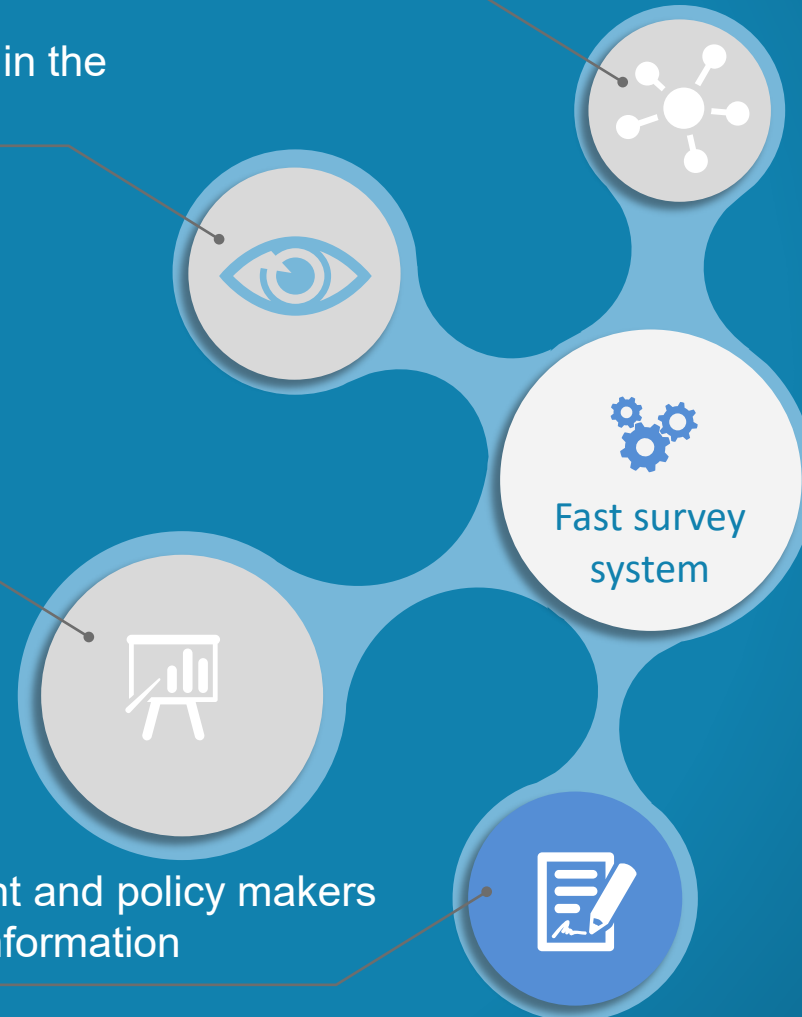 in the
Fast survey
system
nt and policy makers
formation